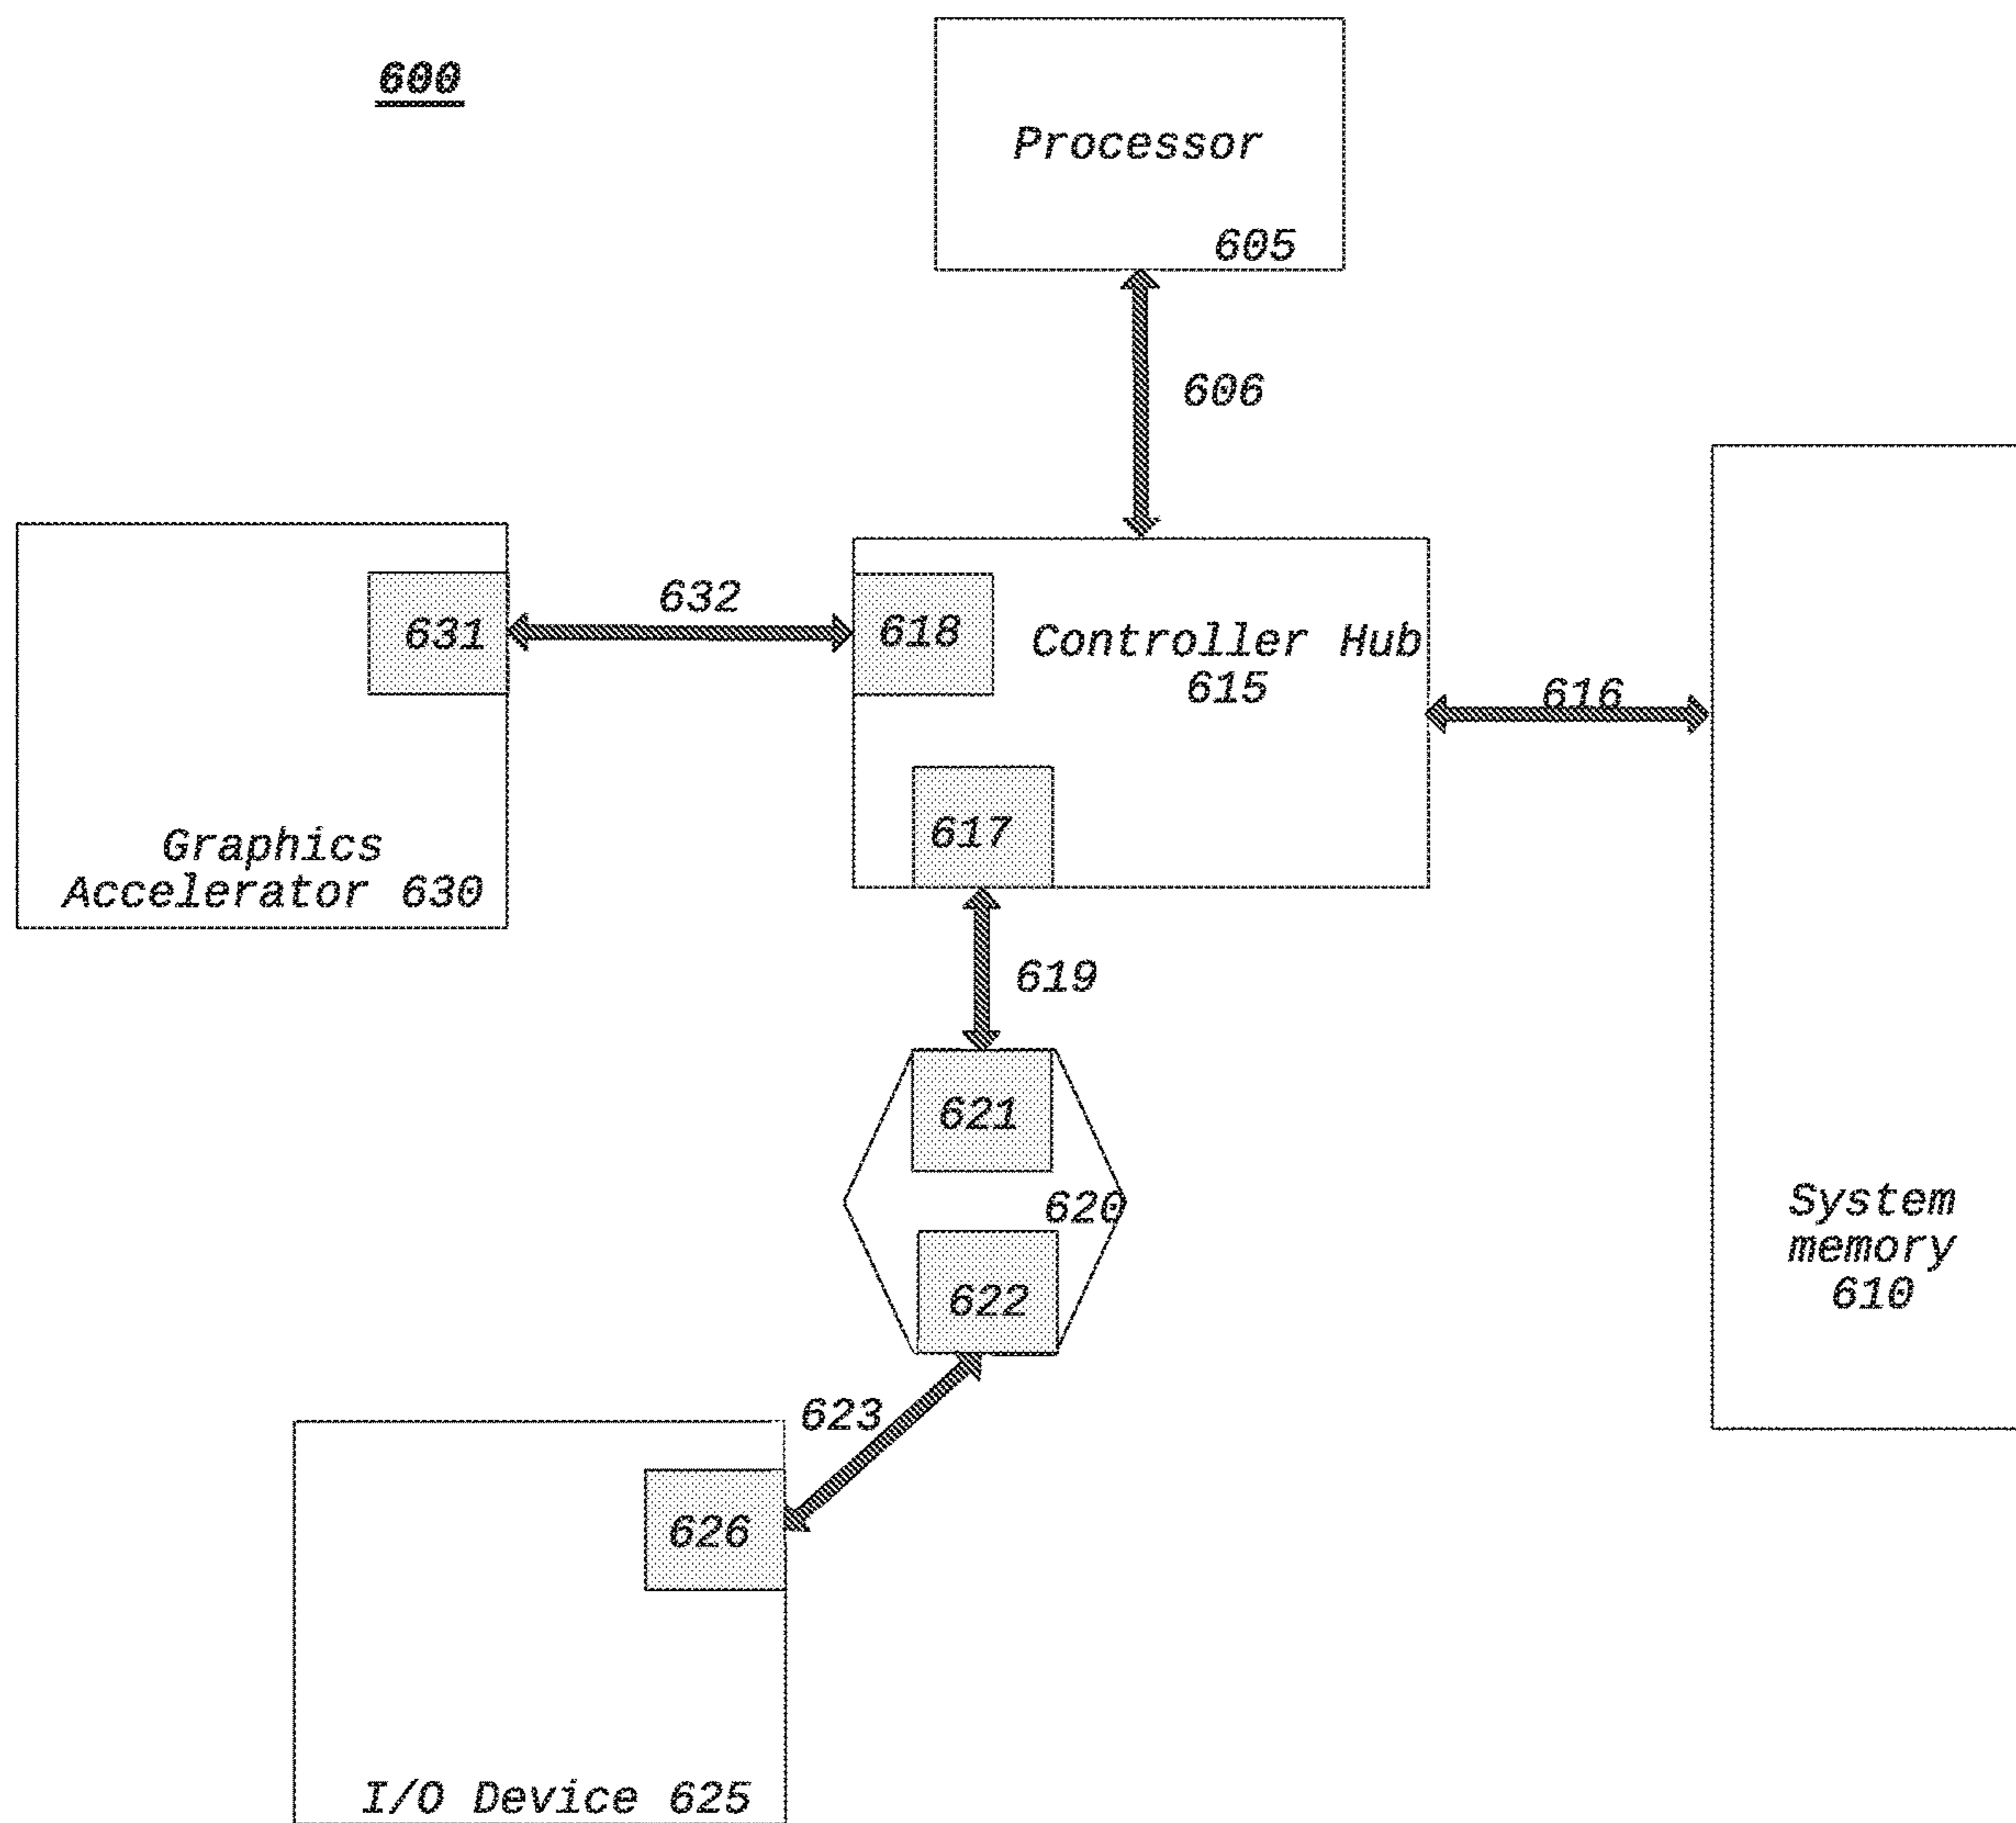 600
Processor
605
606
632
631
618
Controller Hub
615
616
617
Graphics
Accelerator 630
619
621
620
622
System
memory
610
623
626
I/O Device 625